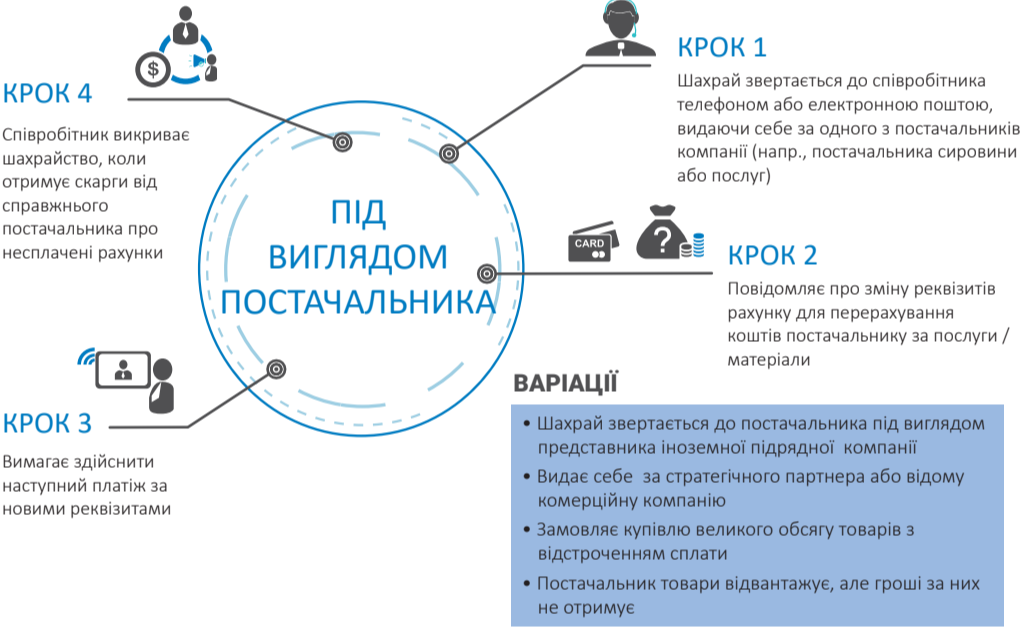 ПІД
ВИГЛЯДОМ
ПОСТАЧАЛЬНИКА
КРОК 1
Шахрай звертається до співробітника
телефоном або електронною поштою,
видаючи себе за одного з постачальників
компанії (напр., постачальника сировини
або послуг)
CARD
?
КРОК 2
Повідомляє про зміну реквізитів
рахунку для перерахування
коштів постачальнику за послуги /
матеріали
КРОК 3
Вимагає здійснити
наступний платіж за
новими реквізитами
$
КРОК 4
Співробітник викриває
шахрайство, коли
отримує скарги від
справжнього
постачальника про
несплачені рахунки
ВАРІАЦІЇ
• Шахрай звертається до постачальника під виглядом
представника іноземної підрядної компанії
• Видає себе за стратегічного партнера або відому
комерційну компанію
• Замовляє купівлю великого обсягу товарів з
відстроченням сплати
• Постачальник товари відвантажує, але гроші за них
не отримує